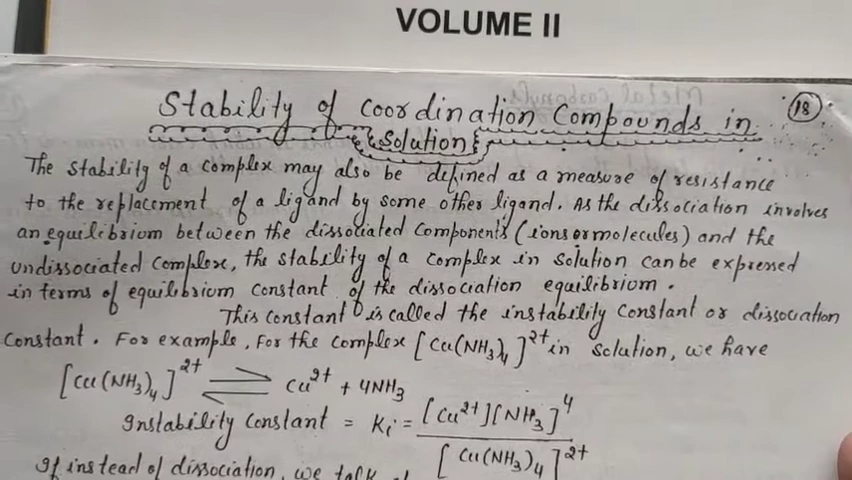 VOLUME II
18
Stability of Coordination Compounds in
Solution
The stability of a complex may also be defined as a measure of resistance
to the replacement of a ligand by some other ligand. As the dissociation involves
an equilibrium between the dissociated components (ions or molecules) and the
undissociated complex, the stability of a complex in solution can be expressed
in terms of equilibrium constant of the dissociation equilibrium.
This constant is called the instability constant or dissociation
constant. For example, For the complex [Cu(NH₃)₄]²⁺ in solution, we have
[Cu(NH₃)₄]²⁺ ⇌ Cu²⁺ + 4NH₃
Instability constant = Kᵢ = [Cu²⁺][NH₃]⁴
[Cu(NH₃)₄]²⁺
If instead of dissociation, we talk